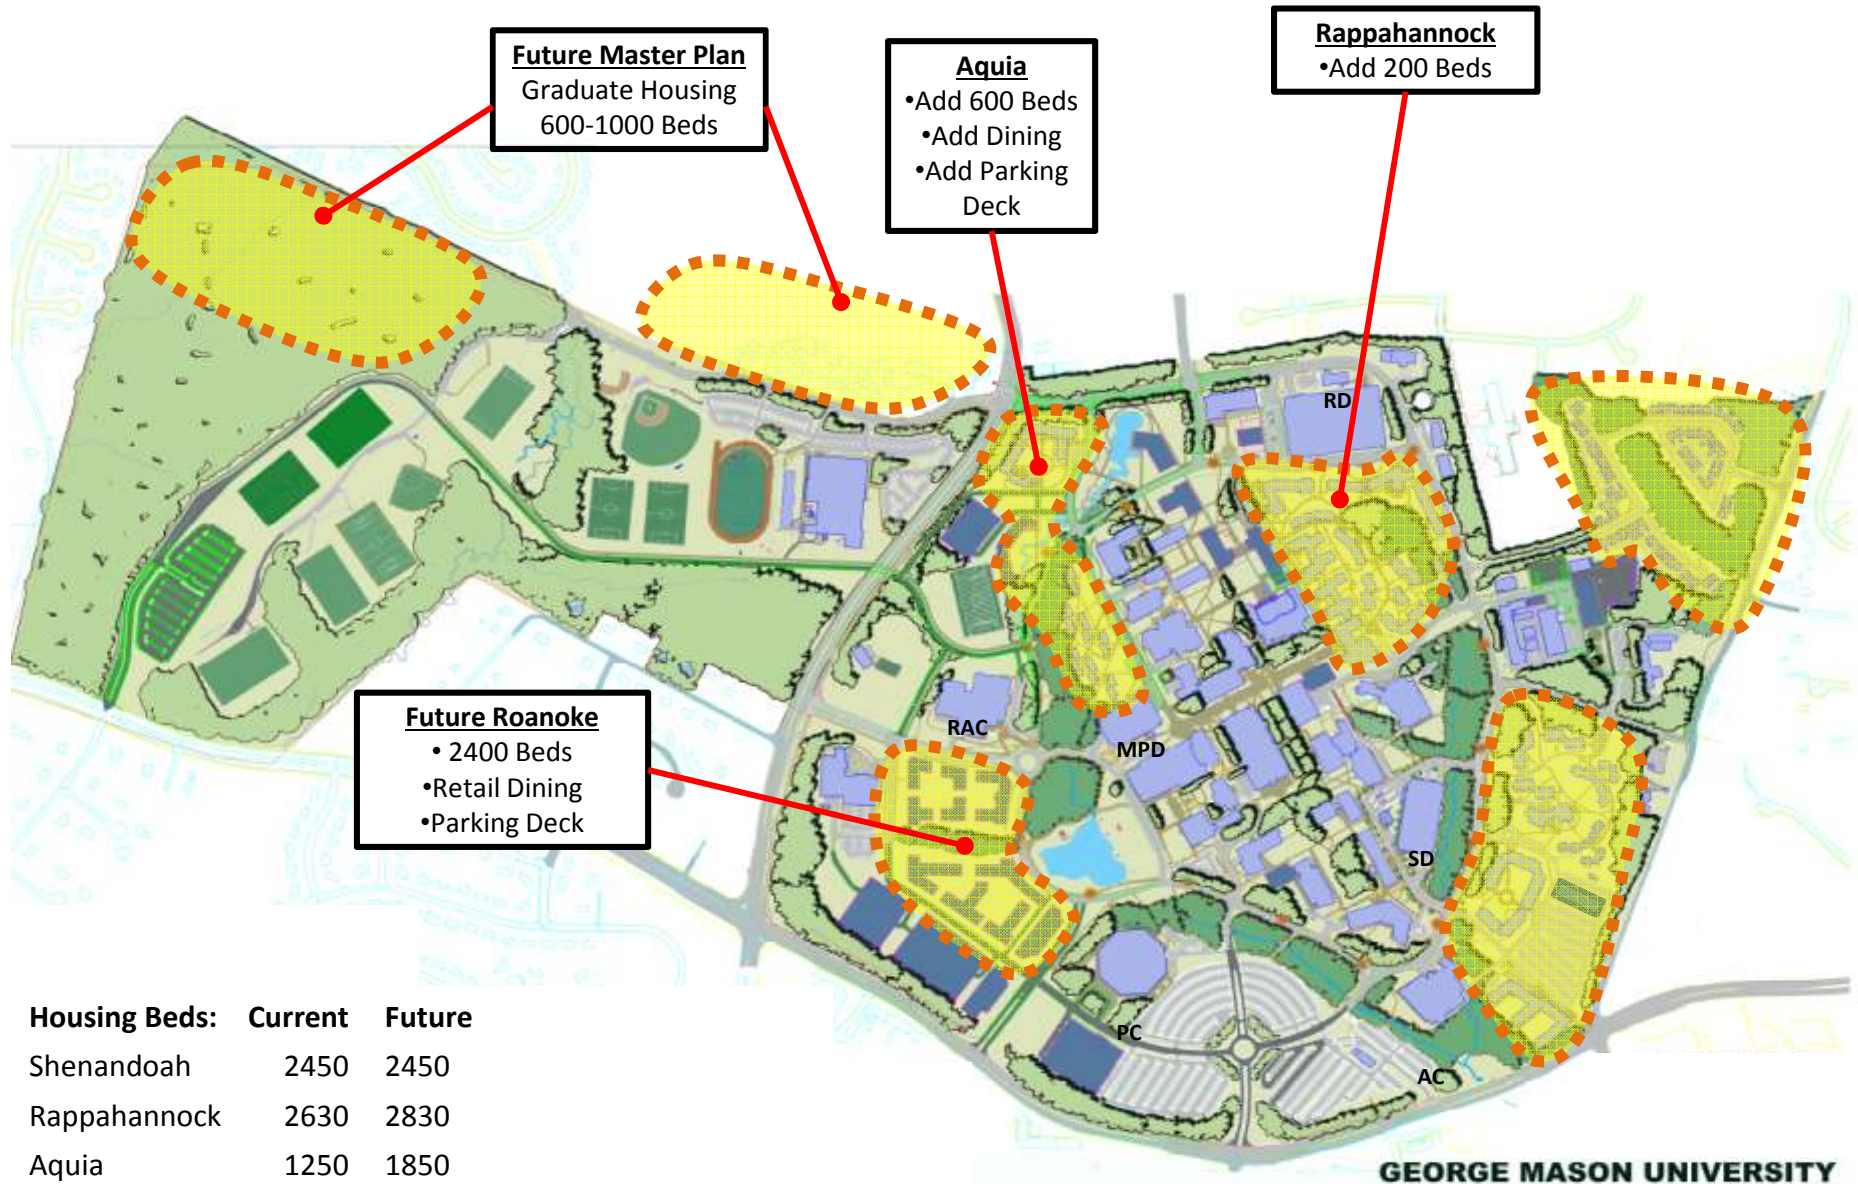 Future Master Plan
Graduate Housing
600-1000 Beds
Aquia
•Add 600 Beds
•Add Dining
•Add Parking
Deck
Rappahannock
•Add 200 Beds
RD
RAC
MPD
Future Roanoke
• 2400 Beds
•Retail Dining
•Parking Deck
SD
PC
AC
Housing Beds: Current Future
Shenandoah 2450 2450
Rappahannock 2630 2830
Aquia 1250 1850
GEORGE MASON UNIVERSITY